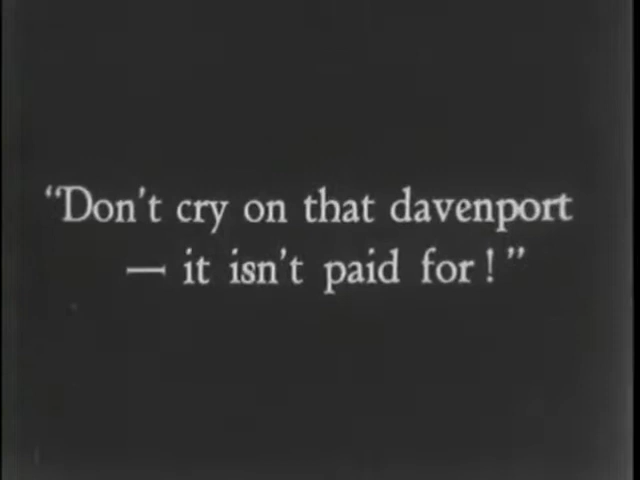 “Don't cry on that davenport
— it isn't paid for!”